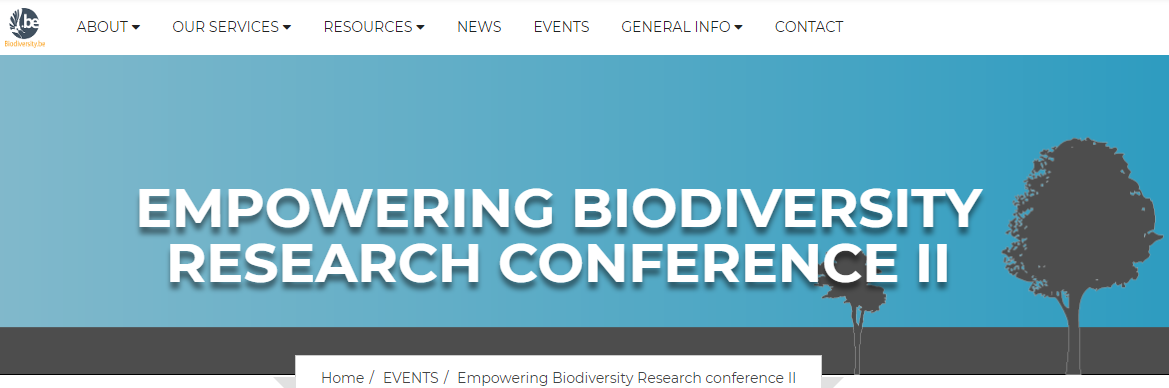 .be
Biodiversity.be
ABOUT OUR SERVICES RESOURCES NEWS EVENTS GENERAL INFO CONTACT
EMPOWERING BIODIVERSITY
RESEARCH CONFERENCE II
Home / EVENTS / Empowering Biodiversity Research conference II